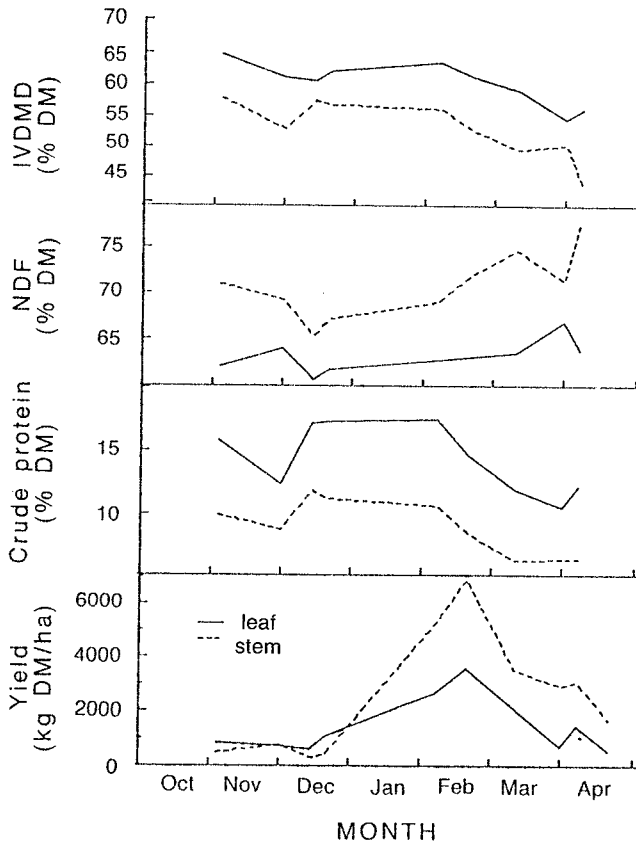 IVDMD
(% DM)
70
65
60
55
50
45
NDF
(% DM)
75
70
65
Crude protein
(% DM)
15
10
Yield
(kg DM/ha)
6000
4000
2000
0
leaf
stem
Oct Nov Dec Jan Feb Mar Apr
MONTH